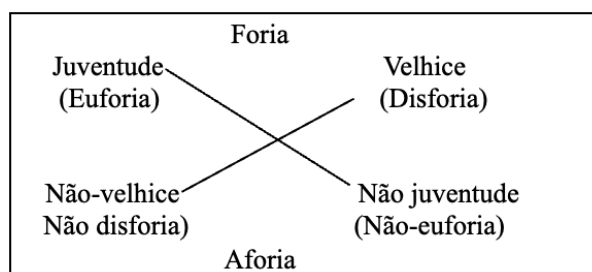 Foria
Juventude Velhice
(Euforia) (Disforia)
Não-velhice Não juventude
Não disforia) (Não-euforia)
Aforia